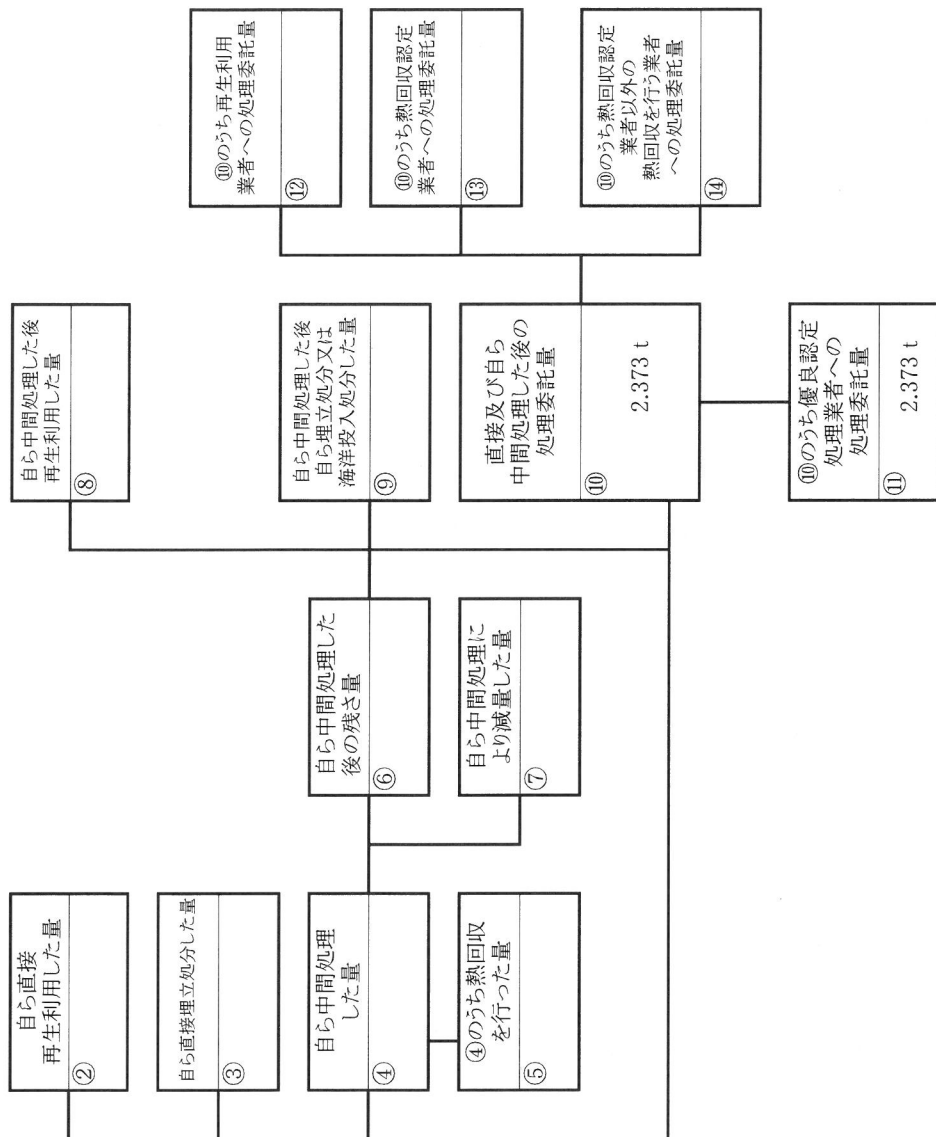 自ら直接
再生利用した量
②
自ら直接埋立処分した量
③
自ら中間処理
した量
④
④のうち熱回収
を行った量
⑤
自ら中間処理した
後の残さ量
⑥
自ら中間処理に
より減量した量
⑦
自ら中間処理した後
再生利用した量
⑧
自ら中間処理した後
自ら埋立処分又は
海洋投入処分した量
⑨
直接及び自ら
中間処理した後の
処理委託量
⑩
2.373 t
⑩のうち優良認定
処理業者への
処理委託量
⑪
2.373 t
⑩のうち再生利用
業者への処理委託量
⑫
⑩のうち熱回収認定
業者への処理委託量
⑬
⑩のうち熱回収認定
業者以外の
熱回収を行う業者
への処理委託量
⑭